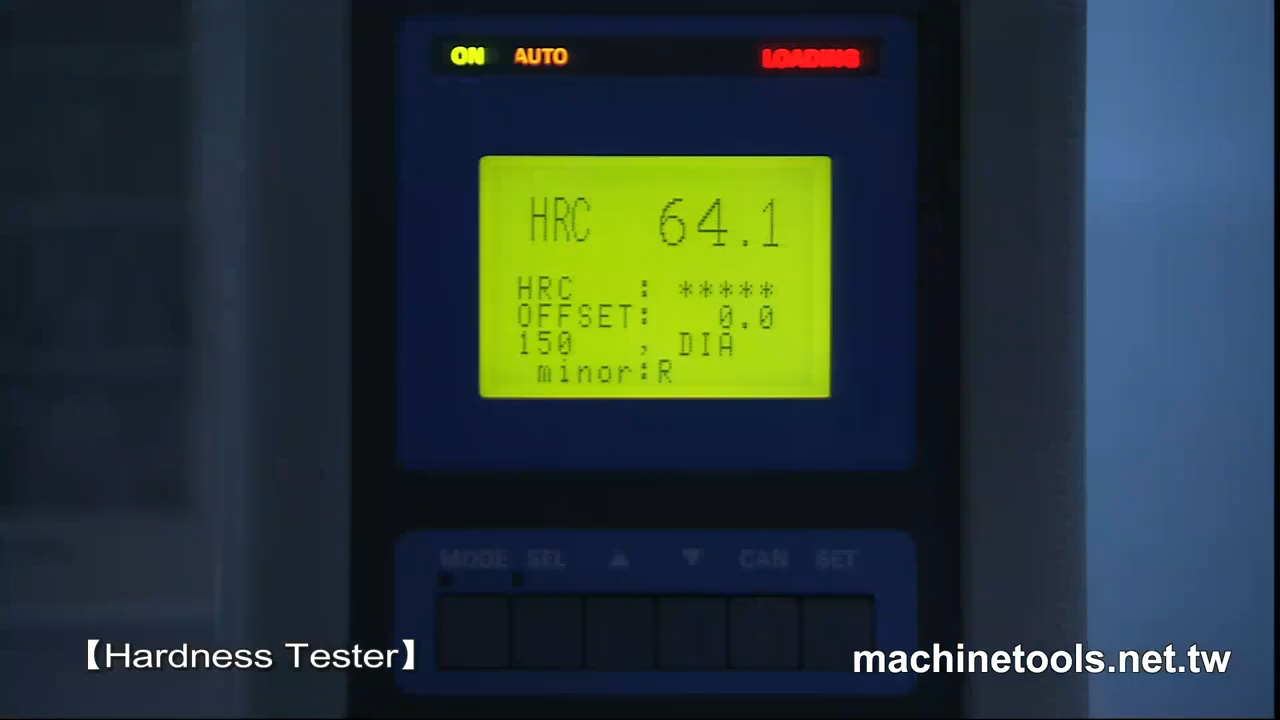 ON AUTO LOADING
HRC 64.1
HRC : *****
OFFSET: 0.0
150 , DIA
minor:R
MODE SEL ▲ ▼ CAN SET
【Hardness Tester】
machinetools.net.tw